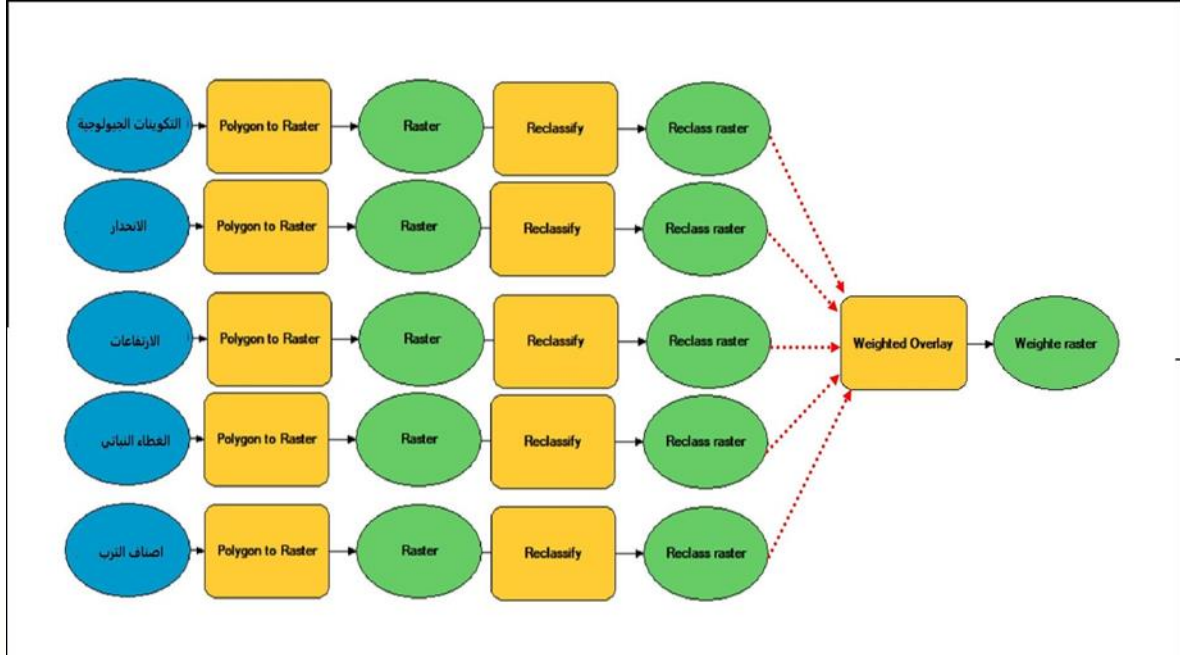 التكوينات الجيولوجية Polygon to Raster Raster Reclassify Reclass raster
الانحدار Polygon to Raster Raster Reclassify Reclass raster
الارتفاعات Polygon to Raster Raster Reclassify Reclass raster
Weighted Overlay Weighte raster
الغطاء النباتي Polygon to Raster Raster Reclassify Reclass raster
اصناف الترب Polygon to Raster Raster Reclassify Reclass raster